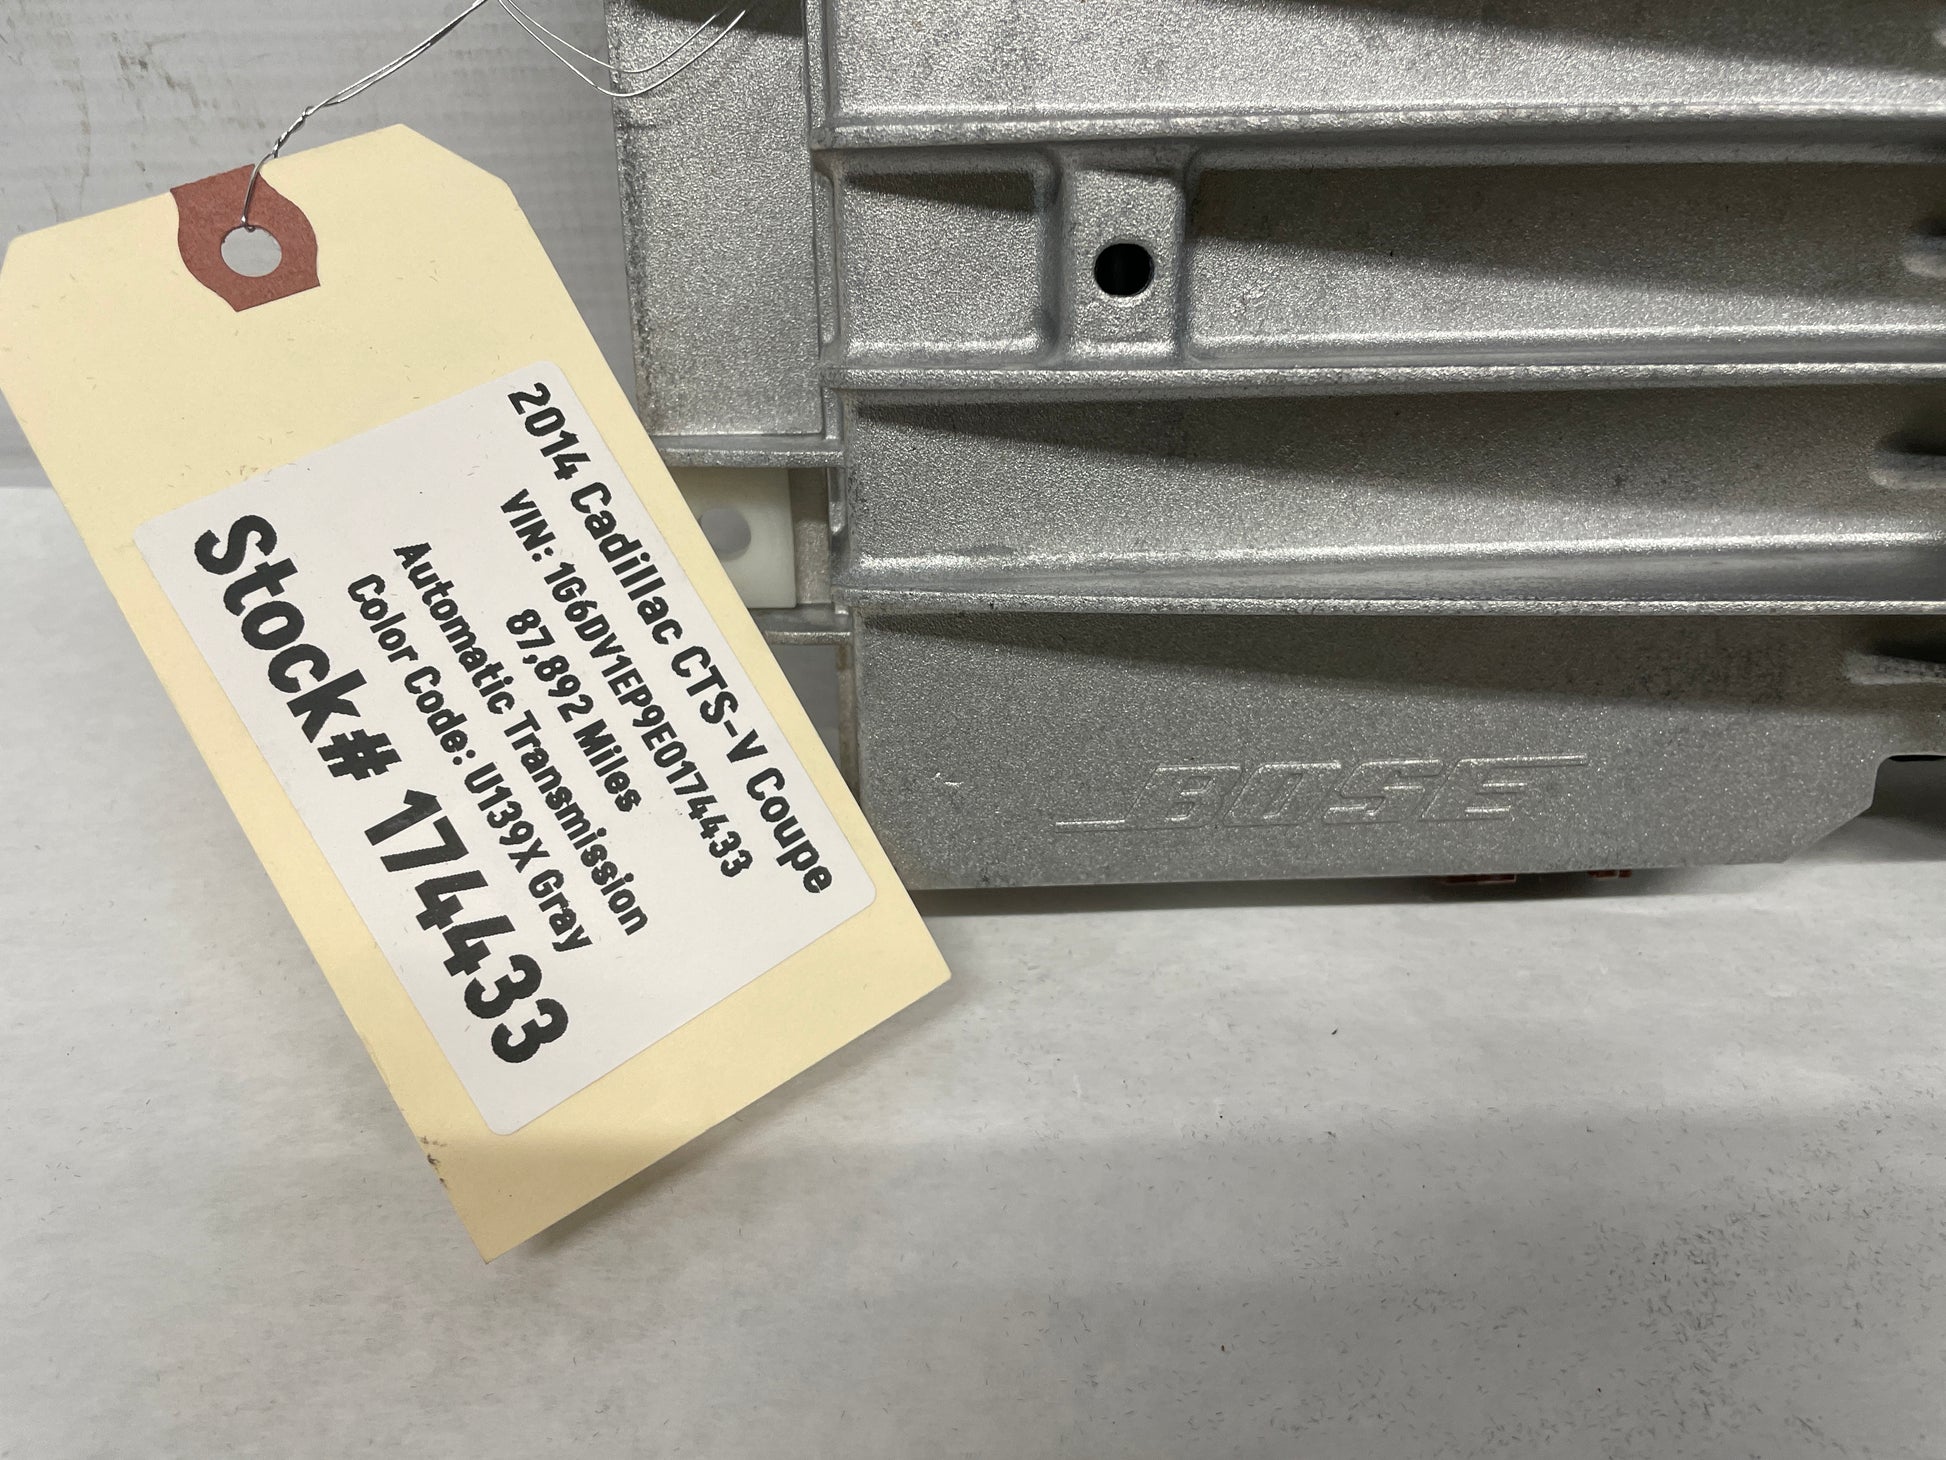 2014 Cadillac CTS-V Coupe
VIN: 1G6DV1EP9E0174433
87,892 Miles
Automatic Transmission
Color Code: U139X Gray
Stock# 174433
BOSE